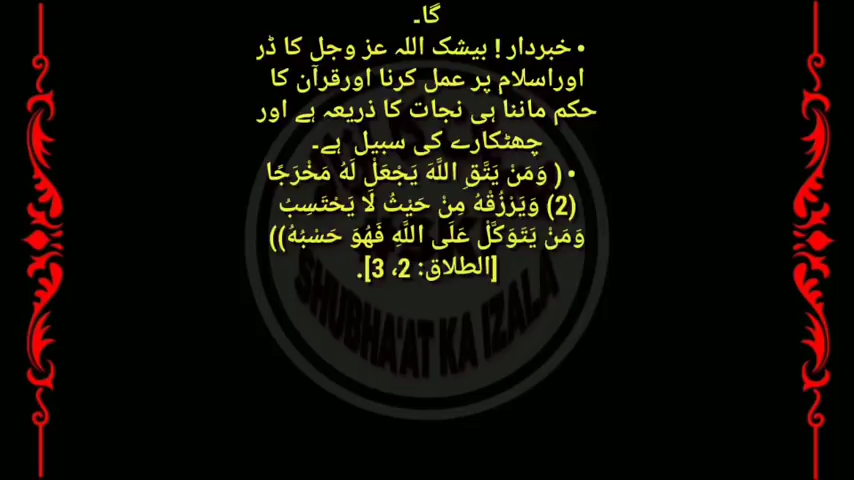 گا۔
• خبردار! بیشک اللہ عز وجل کا ڈر
اوراسلام پر عمل کرنا اورقرآن کا
حکم ماننا ہی نجات کا ذریعہ ہے اور
چھٹکارے کی سبیل ہے۔
• ( وَمَنْ يَتَّقِ اللَّهَ يَجْعَلْ لَهُ مَخْرَجًا
(2) وَيَرْزُقْهُ مِنْ حَيْثُ لَا يَحْتَسِبُ
وَمَنْ يَتَوَكَّلْ عَلَى اللَّهِ فَهُوَ حَسْبُهُ))
[الطلاق: 2، 3].
SHUBHA'AT KA IZALA